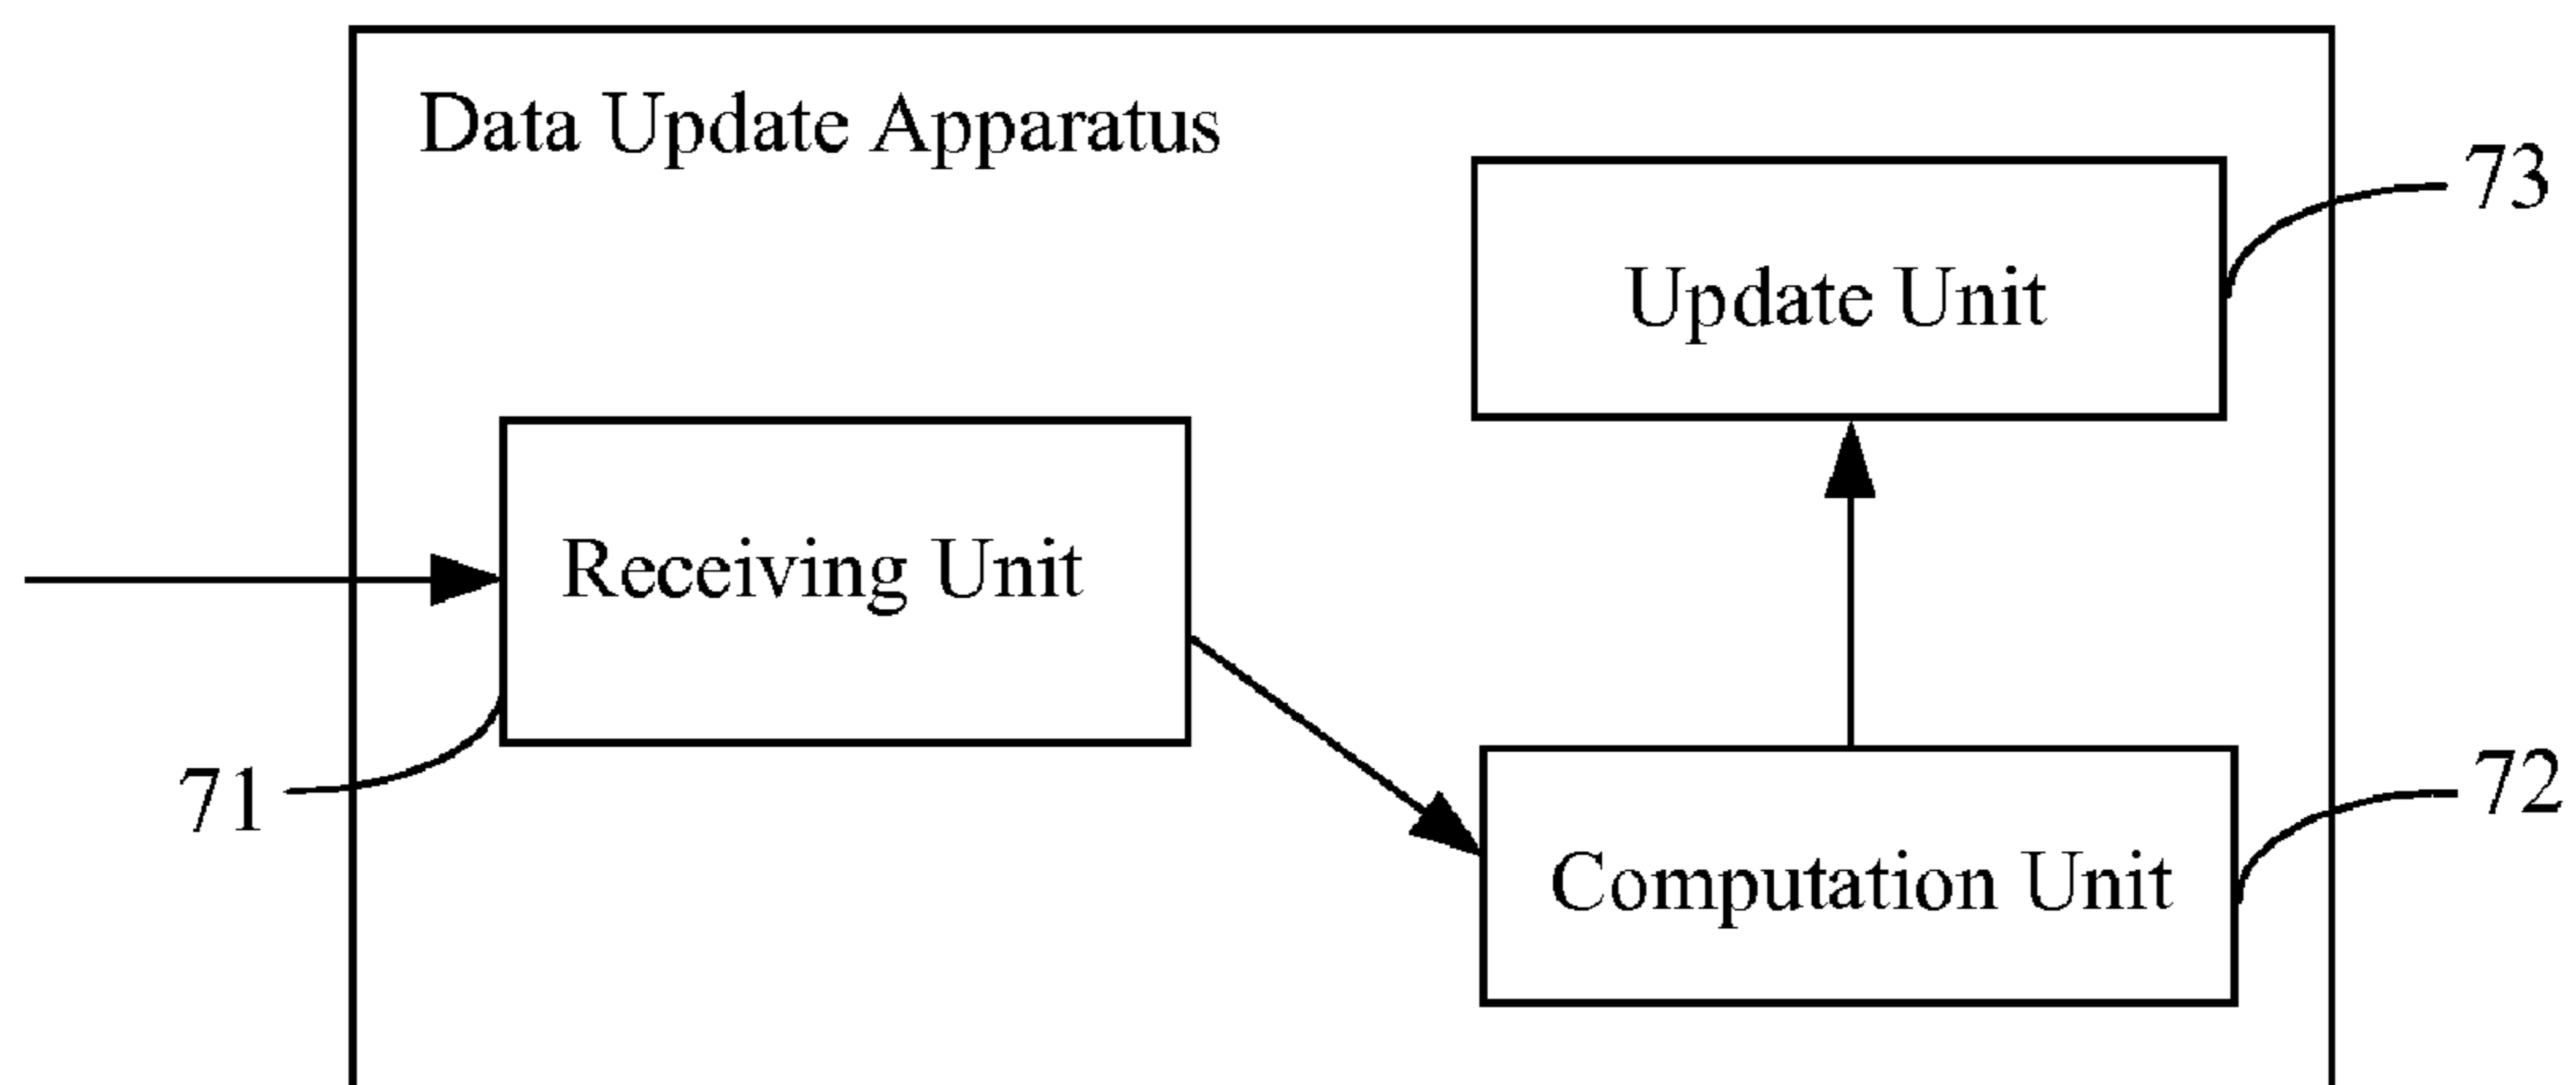 Data Update Apparatus
73
Update Unit
Receiving Unit
71
72
Computation Unit